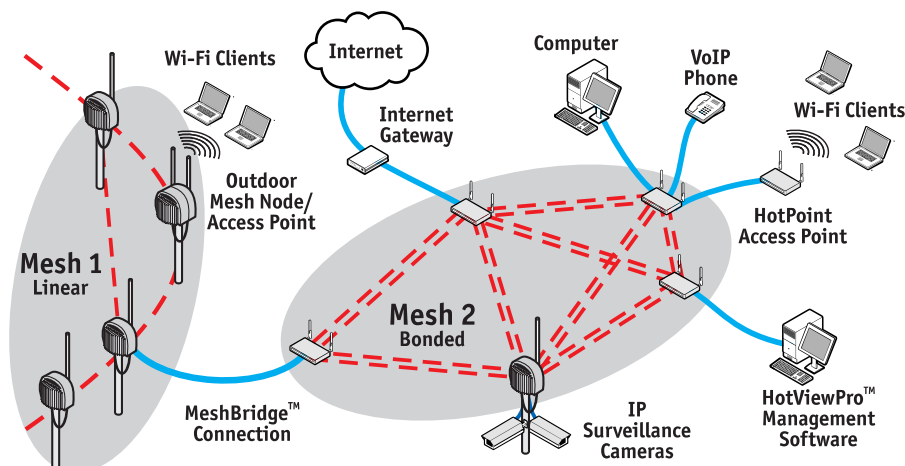 Wi-Fi Clients
Internet
Computer
VoIP
Phone
Wi-Fi Clients
Internet
Gateway
Outdoor
Mesh Node/
Access Point
HotPoint
Access Point
Mesh 1
Linear
Mesh 2
Bonded
MeshBridge™
Connection
IP
Surveillance
Cameras
HotViewPro™
Management
Software